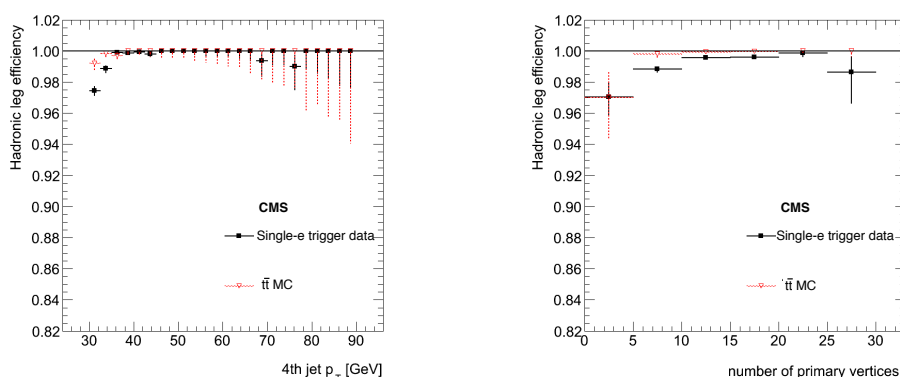 1.02
1.00
0.98
0.96
0.94
0.92
0.90
0.88
0.86
0.84
0.82
Hadronic leg efficiency
CMS
Single-e trigger data
tt̄ MC
30 40 50 60 70 80 90
4th jet p_T [GeV]
1.02
1.00
0.98
0.96
0.94
0.92
0.90
0.88
0.86
0.84
0.82
Hadronic leg efficiency
CMS
Single-e trigger data
tt̄ MC
0 5 10 15 20 25 30
number of primary vertices